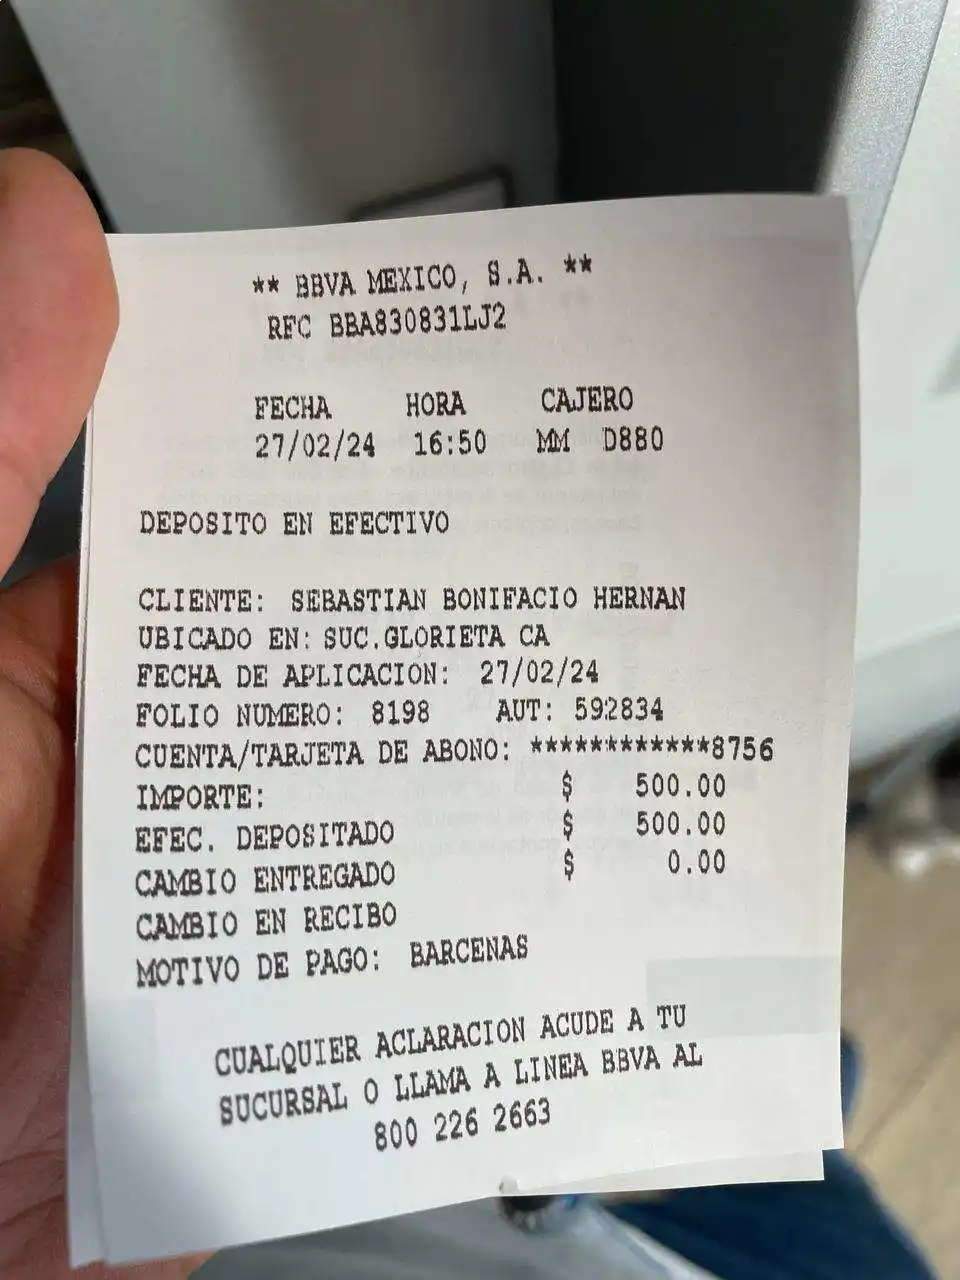 ** BBVA MEXICO, S.A. **
RFC BBA830831LJ2
FECHA HORA CAJERO
27/02/24 16:50 MM D880
DEPOSITO EN EFECTIVO
CLIENTE: SEBASTIAN BONIFACIO HERNAN
UBICADO EN: SUC.GLORIETA CA
FECHA DE APLICACION: 27/02/24
FOLIO NUMERO: 8198 AUT: 592834
CUENTA/TARJETA DE ABONO: ************8756
IMPORTE: $ 500.00
EFEC. DEPOSITADO $ 500.00
CAMBIO ENTREGADO $ 0.00
CAMBIO EN RECIBO
MOTIVO DE PAGO: BARCENAS
CUALQUIER ACLARACION ACUDE A TU
SUCURSAL O LLAMA A LINEA BBVA AL
800 226 2663